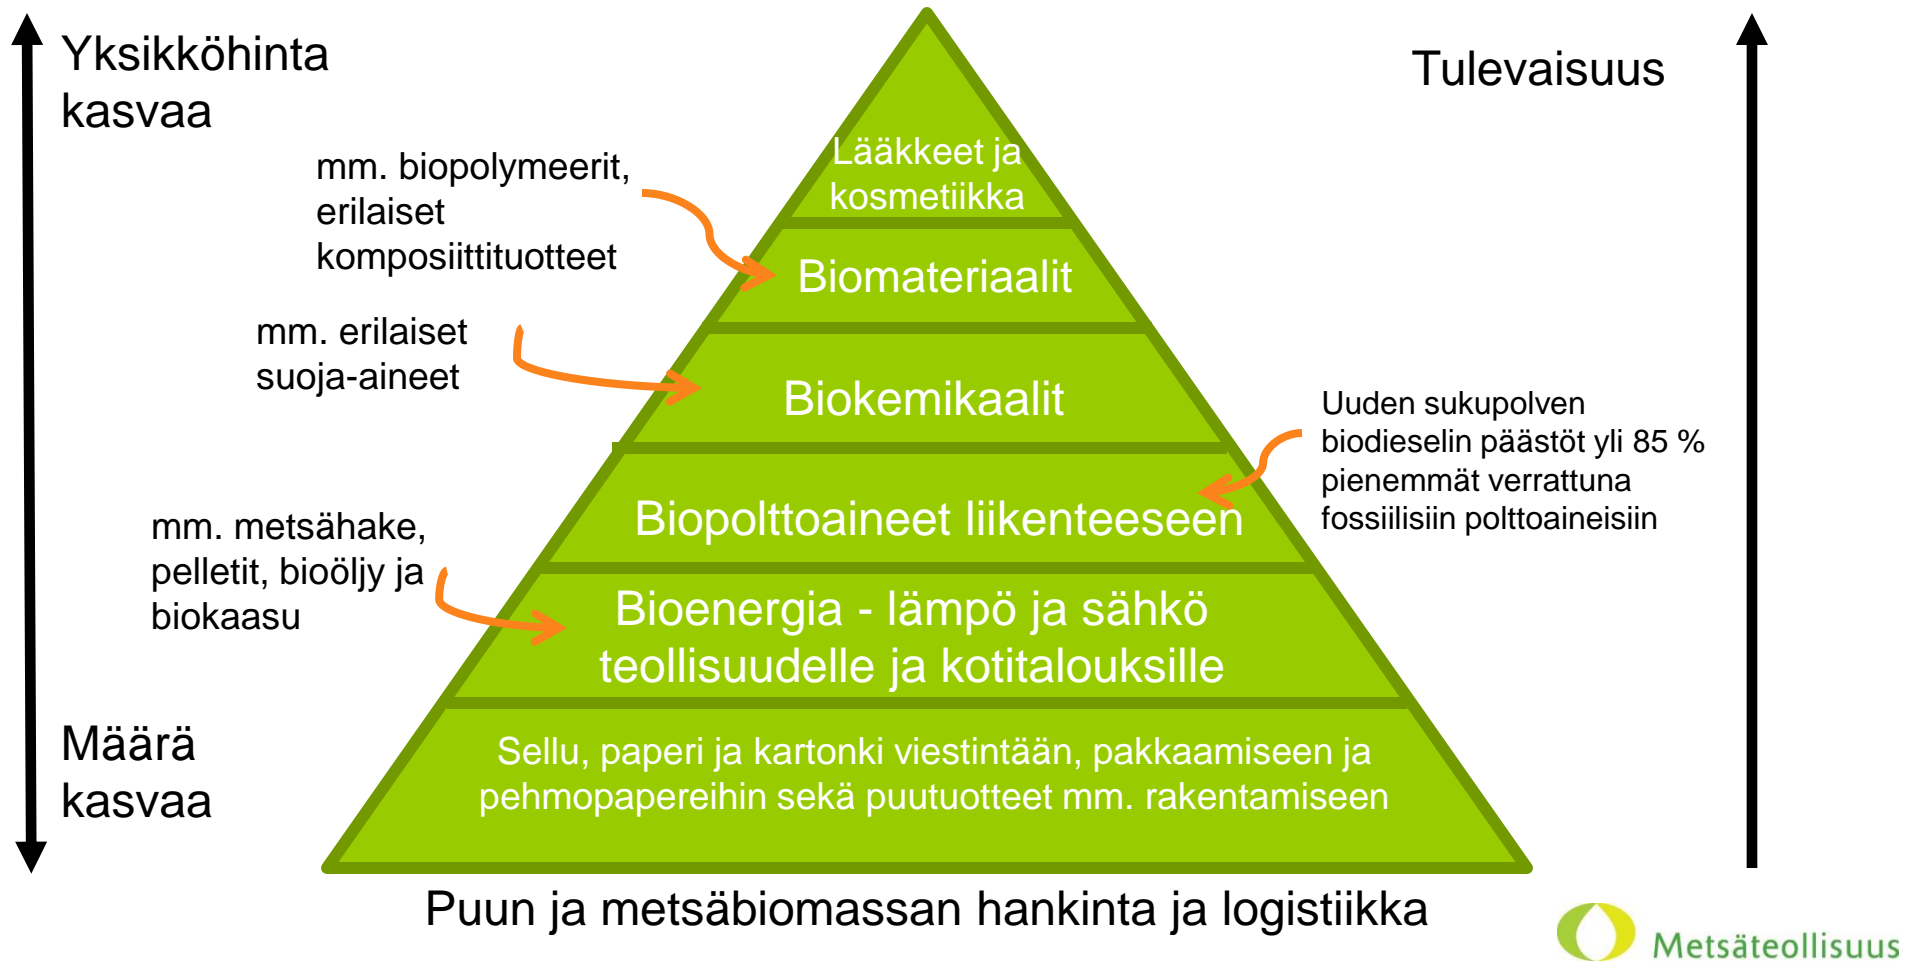 Yksikköhinta
kasvaa
Tulevaisuus
Lääkkeet ja
kosmetiikka
mm. biopolymeerit,
erilaiset
komposiittituotteet
Biomateriaalit
mm. erilaiset
suoja-aineet
Biokemikaalit
Uuden sukupolven
biodieselin päästöt yli 85 %
pienemmät verrattuna
fossiilisiin polttoaineisiin
Biopolttoaineet liikenteeseen
mm. metsähake,
pelletit, bioöljy ja
biokaasu
Bioenergia - lämpö ja sähkö
teollisuudelle ja kotitalouksille
Määrä
kasvaa
Sellu, paperi ja kartonki viestintään, pakkaamiseen ja
pehmopapereihin sekä puutuotteet mm. rakentamiseen
Puun ja metsäbiomassan hankinta ja logistiikka
Metsäteollisuus